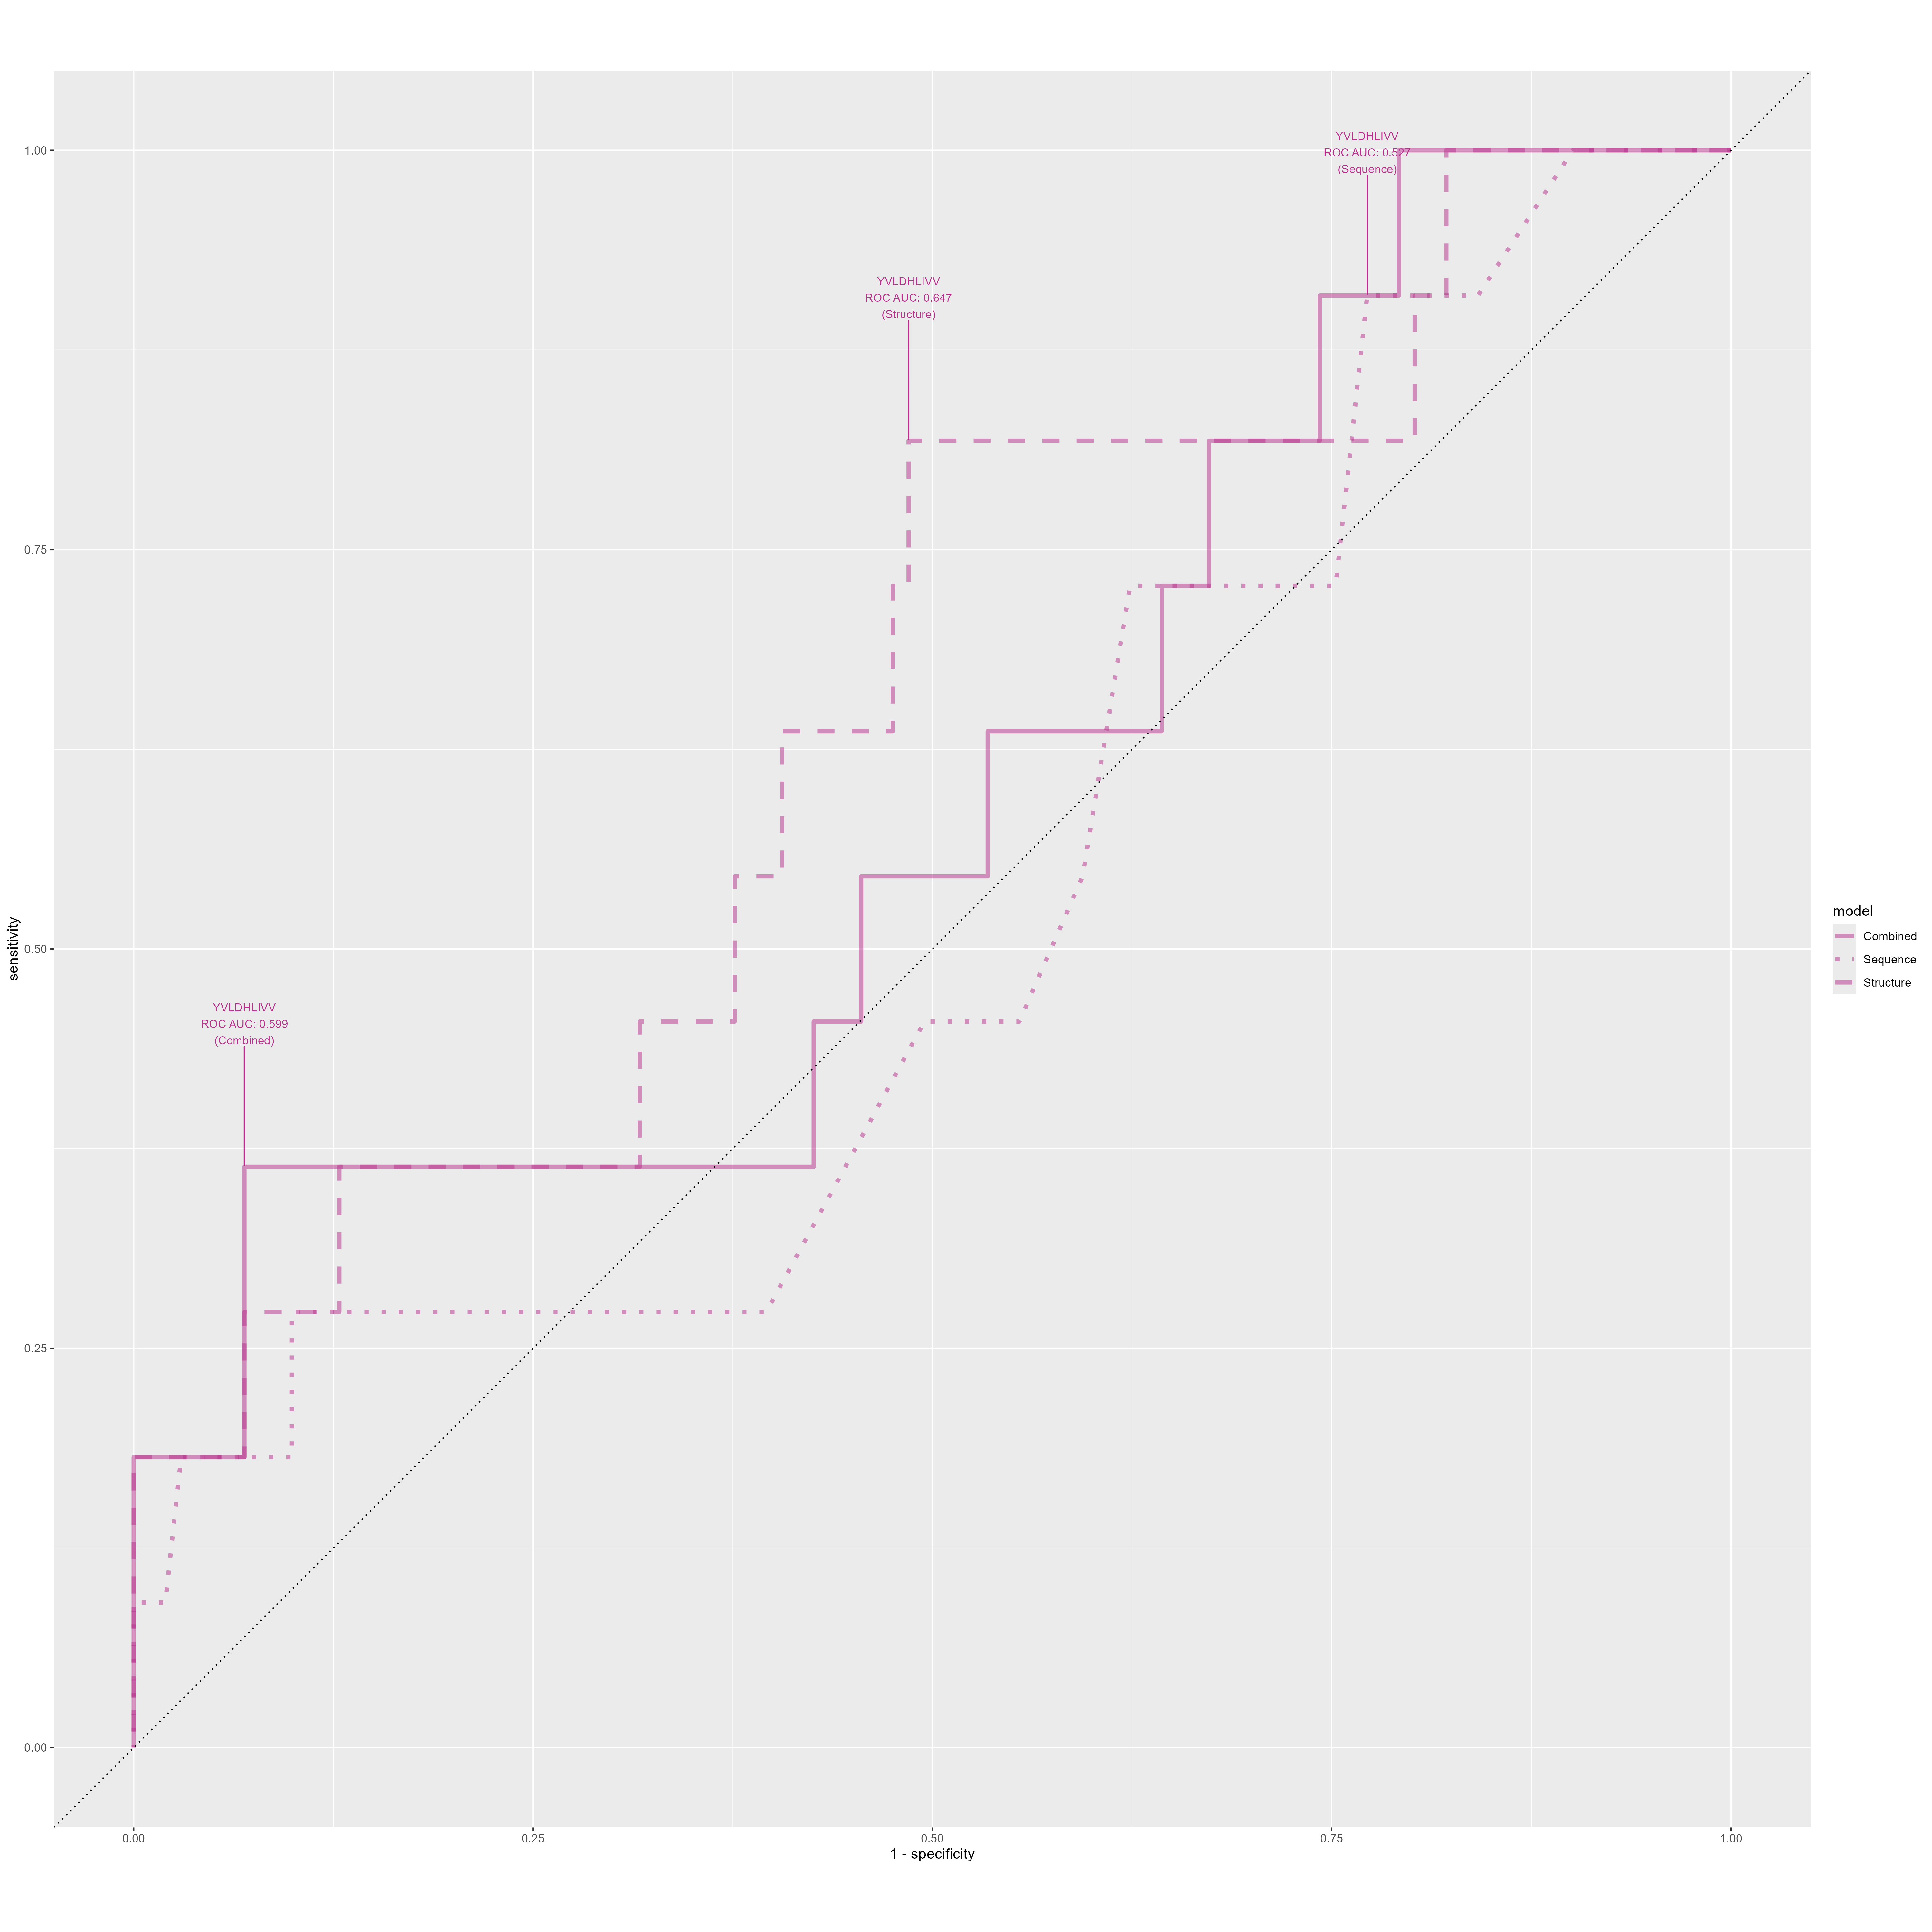 YVLDHLIVV
ROC AUC: 0.527
(Sequence)
YVLDHLIVV
ROC AUC: 0.647
(Structure)
YVLDHLIVV
ROC AUC: 0.599
(Combined)
1.00
0.75
0.50
0.25
0.00
sensitivity
0.00 0.25 0.50 0.75 1.00
1 - specificity
model
Combined
Sequence
Structure